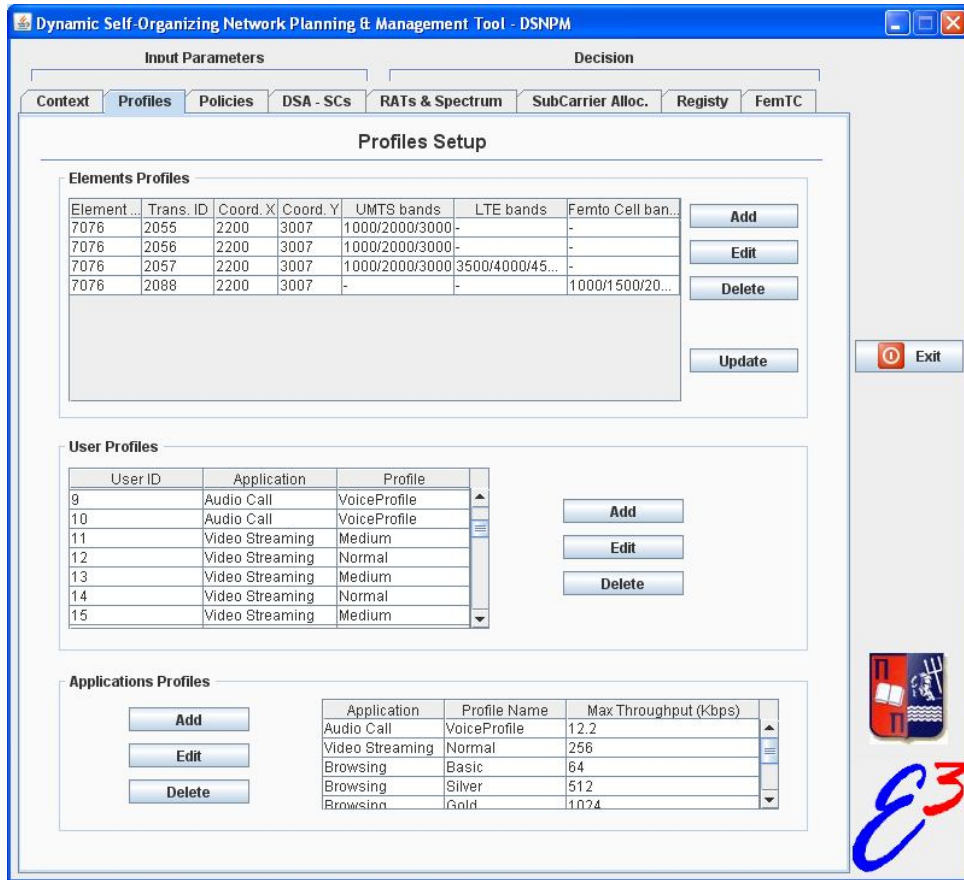 Dynamic Self-Organizing Network Planning & Management Tool - DSNPM
Input Parameters Decision
Context Profiles Policies DSA - SCs RATs & Spectrum SubCarrier Alloc. Registy FemTC
Profiles Setup
Elements Profiles
Element ... Trans. ID Coord. X Coord. Y UMTS bands LTE bands Femto Cell ban...
7076 2055 2200 3007 1000/2000/3000 - -
7076 2056 2200 3007 1000/2000/3000 - -
7076 2057 2200 3007 1000/2000/3000 3500/4000/45... -
7076 2088 2200 3007 - - 1000/1500/20...
Add
Edit
Delete
Update
Exit
User Profiles
User ID Application Profile
9 Audio Call VoiceProfile
10 Audio Call VoiceProfile
11 Video Streaming Medium
12 Video Streaming Normal
13 Video Streaming Medium
14 Video Streaming Normal
15 Video Streaming Medium
Add
Edit
Delete
Applications Profiles
Add
Edit
Delete
Application Profile Name Max Throughput (Kbps)
Audio Call VoiceProfile 12.2
Video Streaming Normal 256
Browsing Basic 64
Browsing Silver 512
Browsing Gold 1024
Π
Π
E3